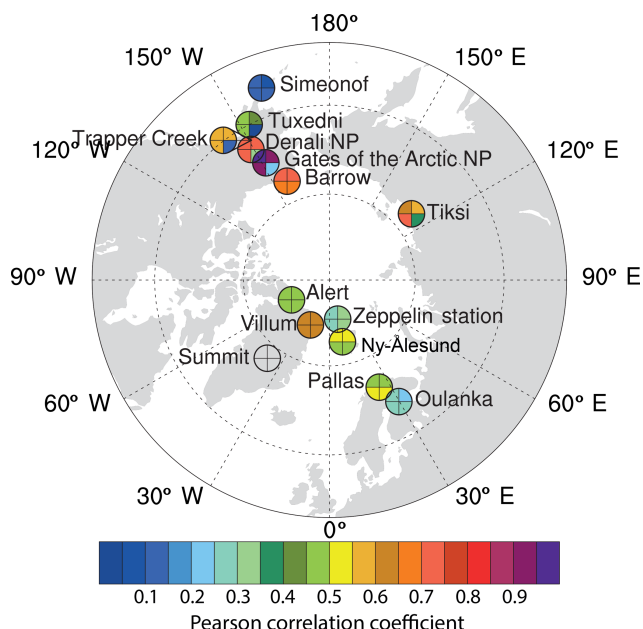 180°
150° W
150° E
Simeonof
Tuxedni
Trapper Creek
Denali NP
120° W
120° E
Gates of the Arctic NP
Barrow
Tiksi
90° W
90° E
Alert
Villum
Zeppelin station
Ny-Ålesund
Summit
Pallas
Oulanka
60° W
60° E
30° W
30° E
0°
0.1 0.2 0.3 0.4 0.5 0.6 0.7 0.8 0.9
Pearson correlation coefficient